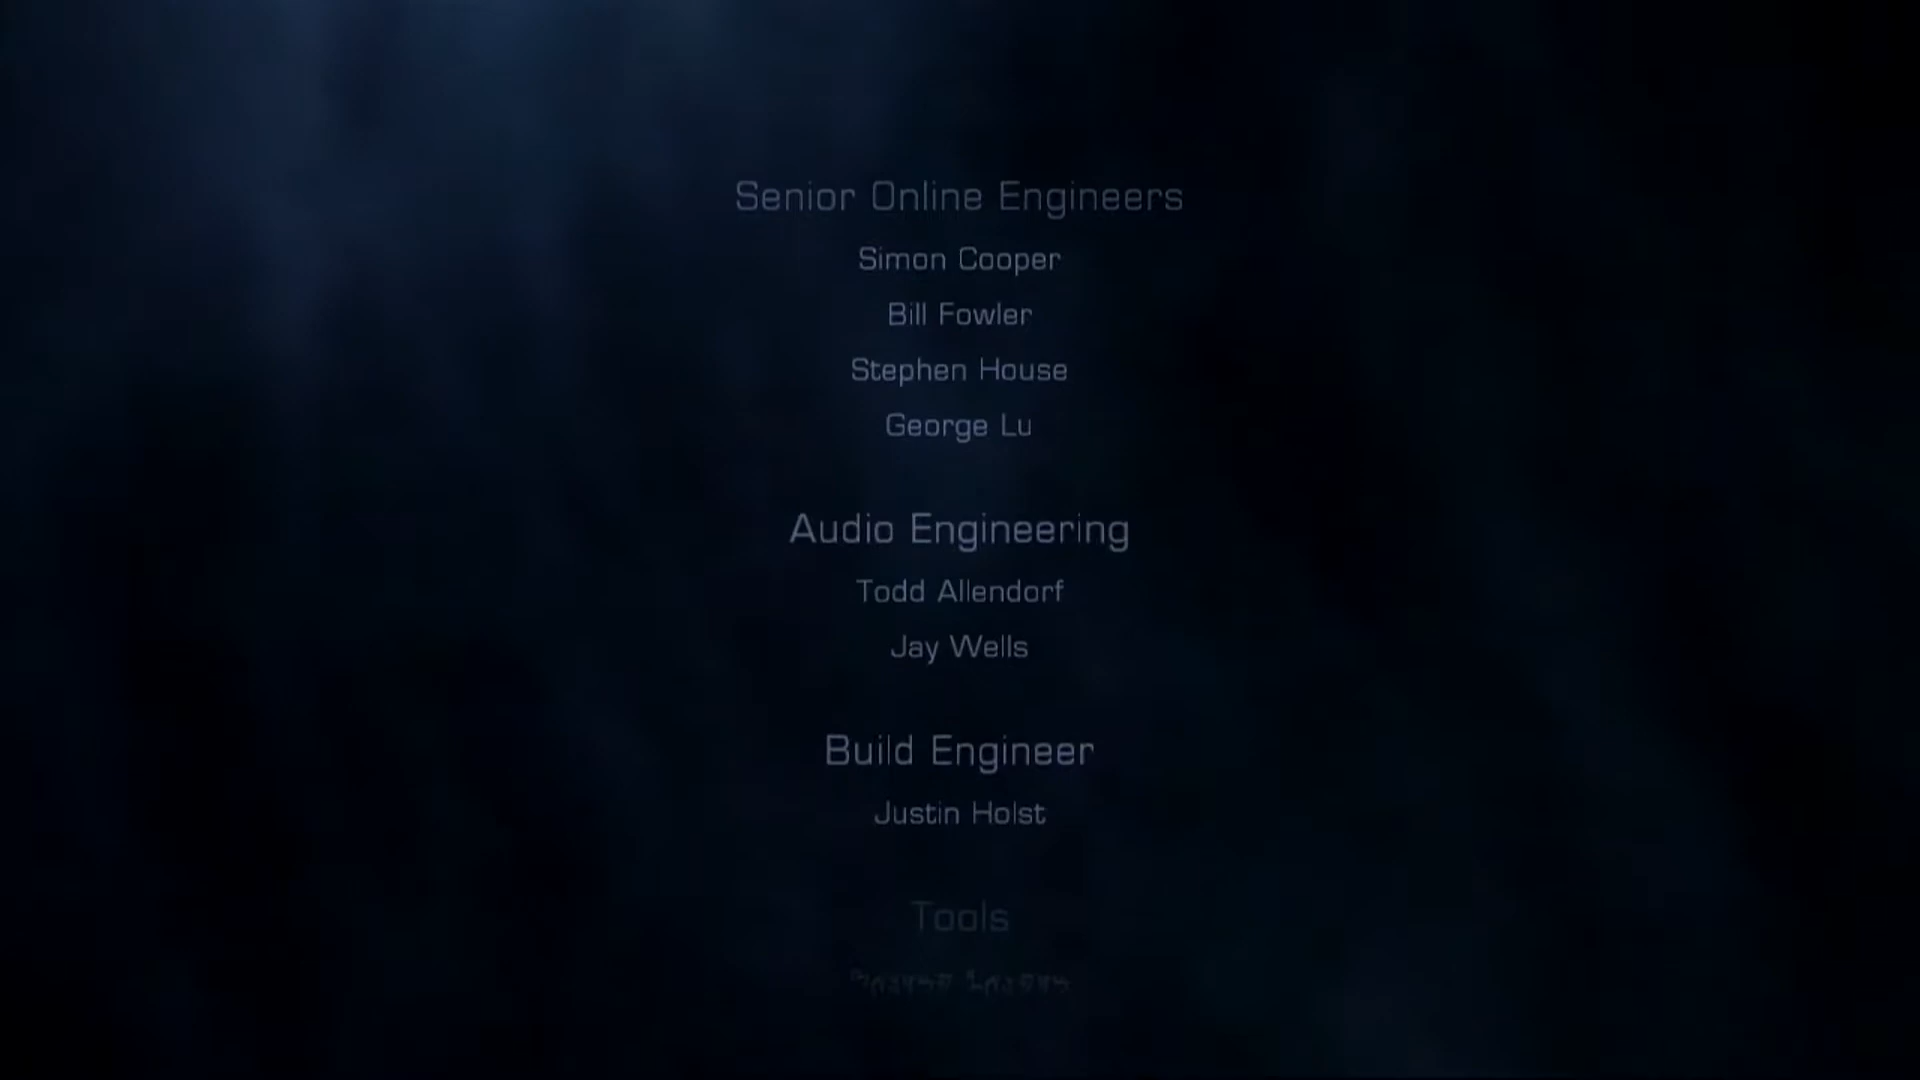 Senior Online Engineers
Simon Cooper
Bill Fowler
Stephen House
George Lu
Audio Engineering
Todd Allendorf
Jay Wells
Build Engineer
Justin Holst
Tools